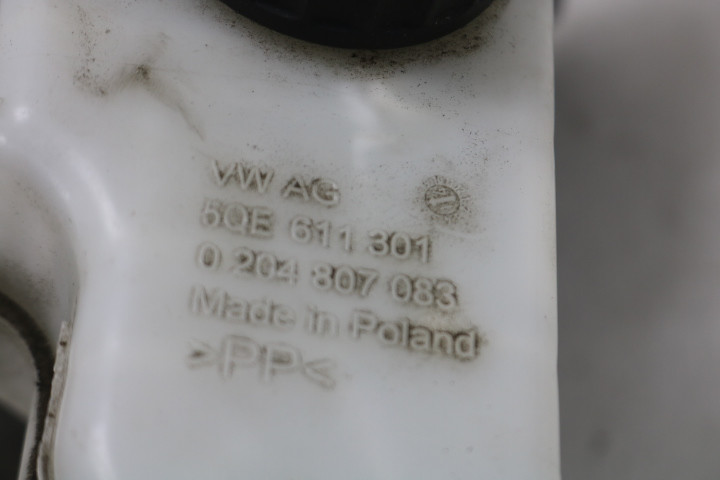 VW AG
5QE 611 301
0 204 807 083
Made in Poland
>PP<